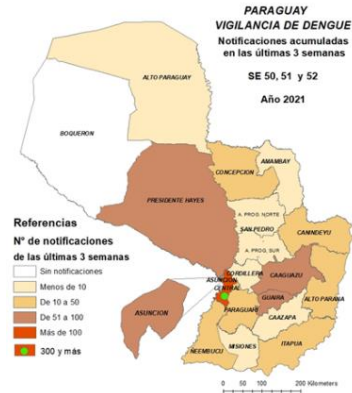 PARAGUAY
VIGILANCIA DE DENGUE
Notificaciones acumuladas
en las últimas 3 semanas
SE 50, 51 y 52
Año 2021
ALTO PARAGUAY
BOQUERON
CONCEPCION
AMAMBAY
PRESIDENTE HAYES
A. PROG. NORTE
SAN PEDRO
CANINDEYU
A. PROG. SUR
CORDILLERA
ASUNCION
CENTRAL
CAAGUAZU
GUAIRA
ALTO PARANA
PARAGUARI
CAAZAPA
ÑEEMBUCU
MISIONES
ITAPUA
ASUNCION
Referencias
N° de notificaciones
de las últimas 3 semanas
Sin notificaciones
Menos de 10
De 10 a 50
De 51 a 100
Más de 100
300 y más
0 50 100 200 Kilometers